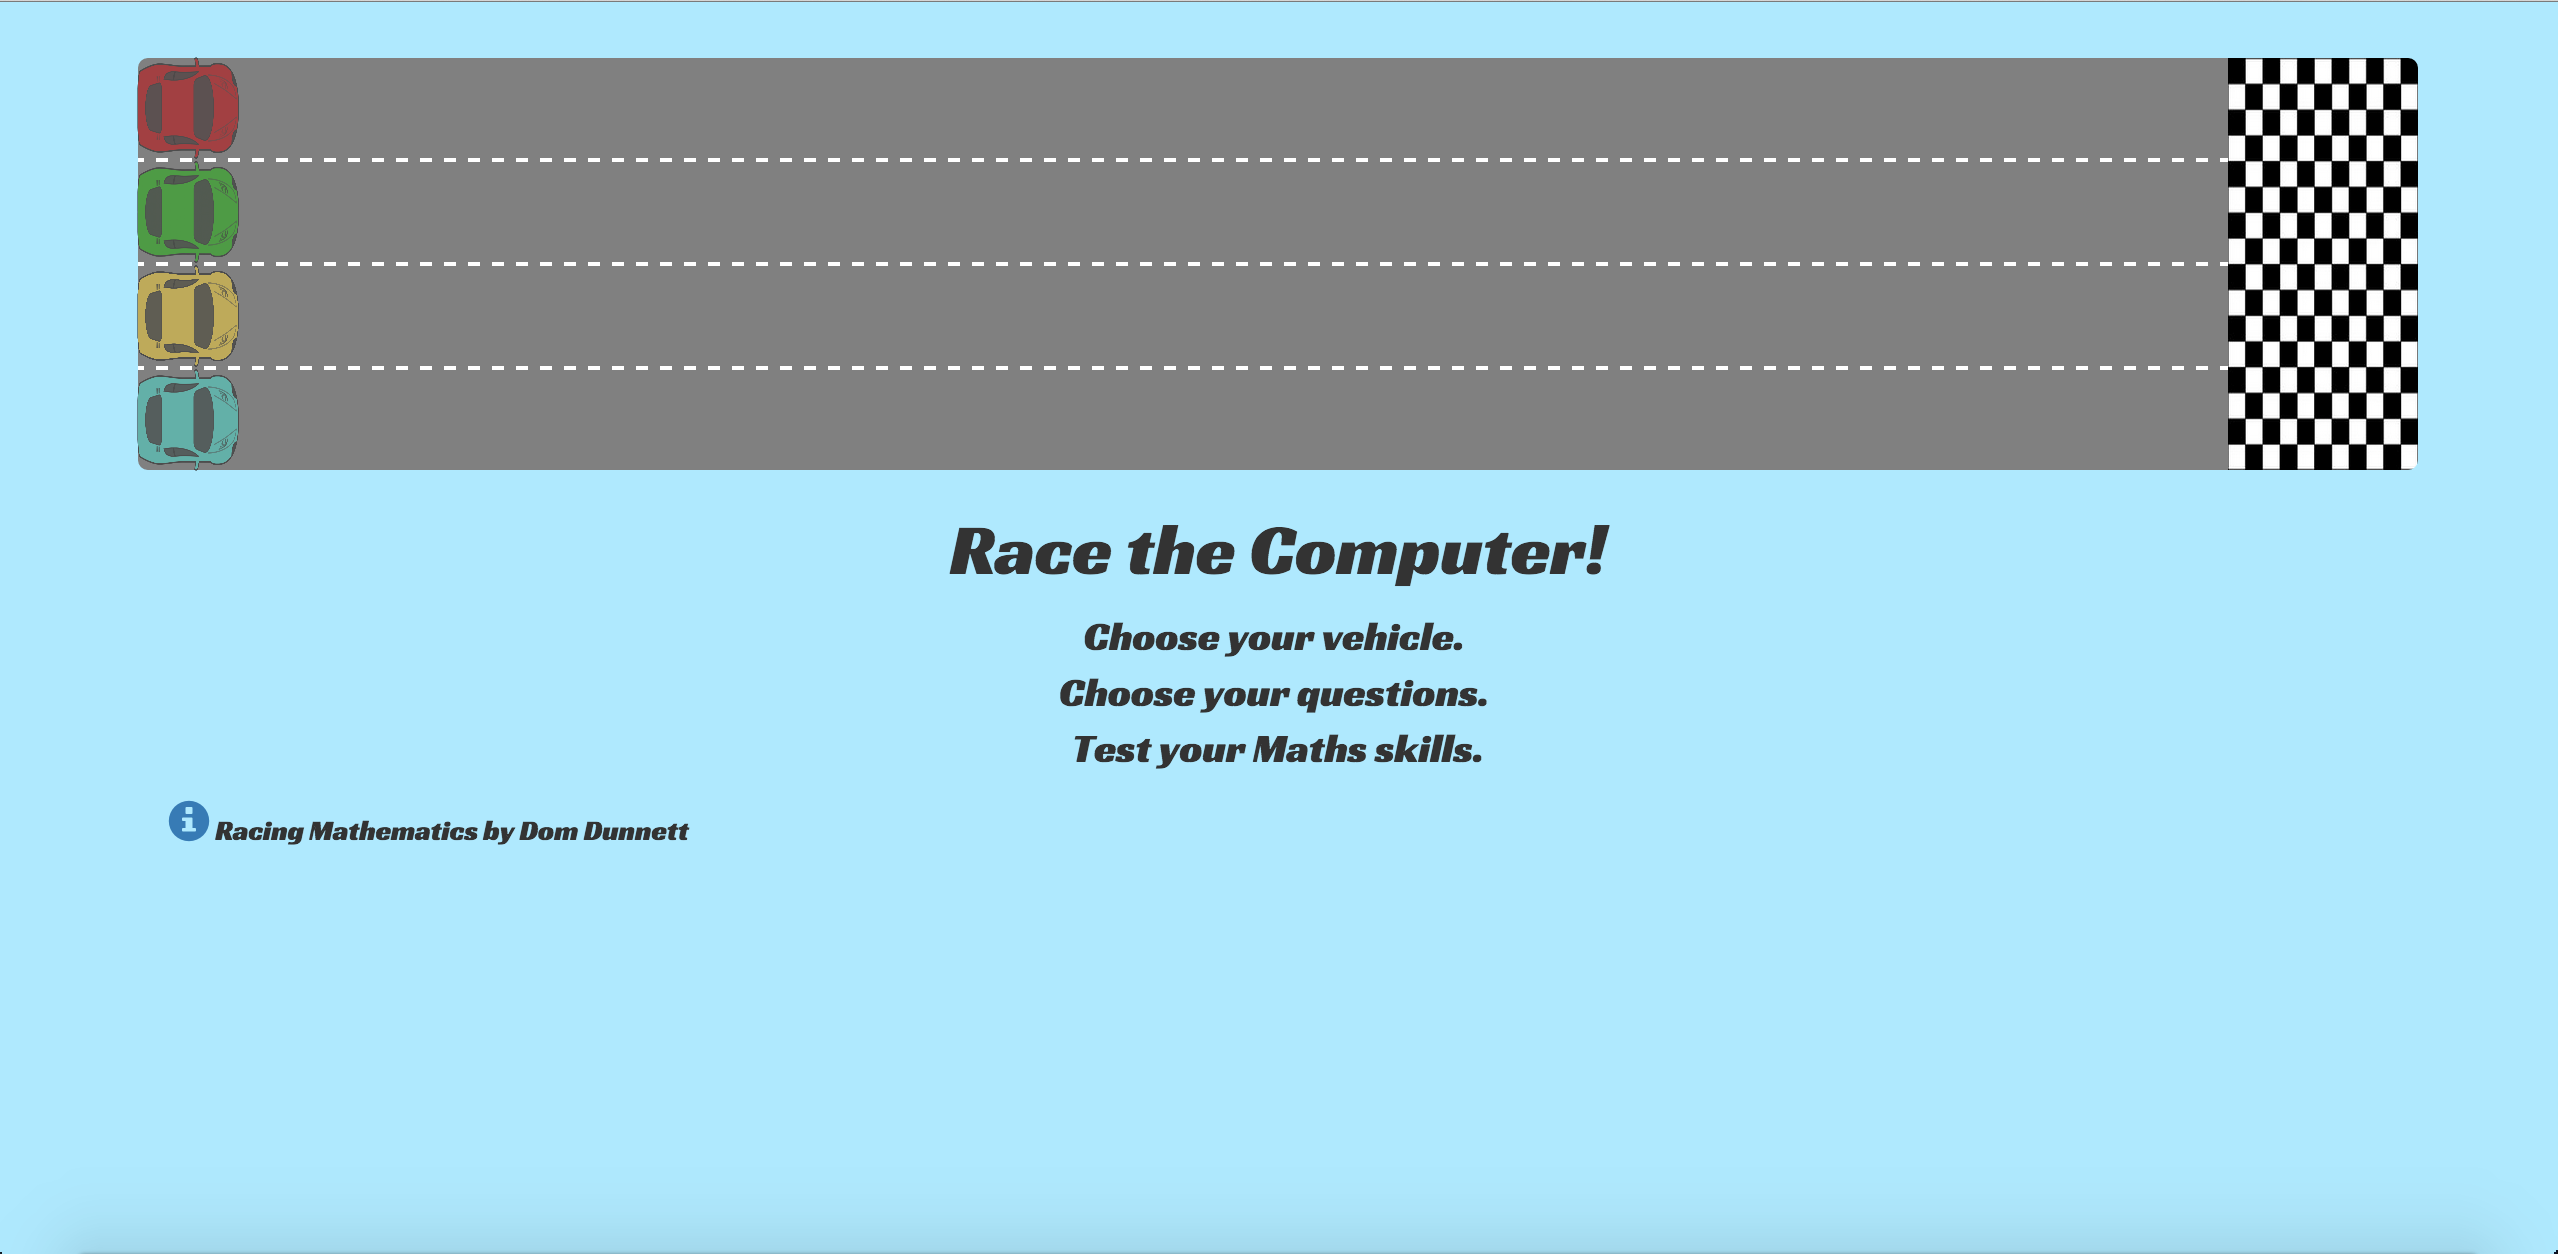 Race the Computer!
Choose your vehicle.
Choose your questions.
Test your Maths skills.
Racing Mathematics by Dom Dunnett